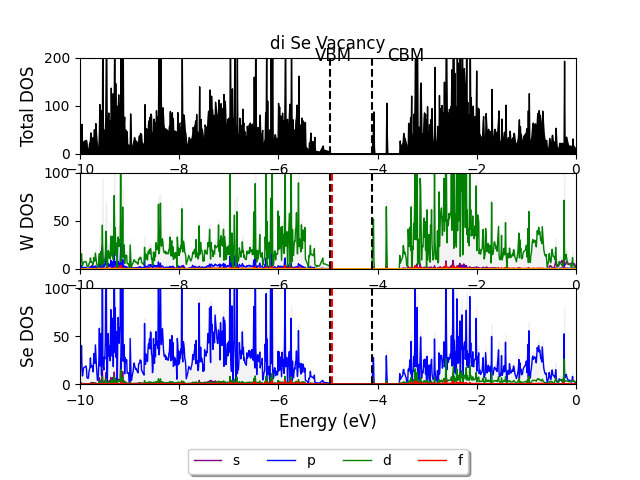 di Se Vacancy
VBM CBM
Total DOS
200
100
0
−10 −8 −6 −4 −2 0
W DOS
100
50
0
−10 −8 −6 −4 −2 0
Se DOS
100
50
0
−10 −8 −6 −4 −2 0
Energy (eV)
s p d f